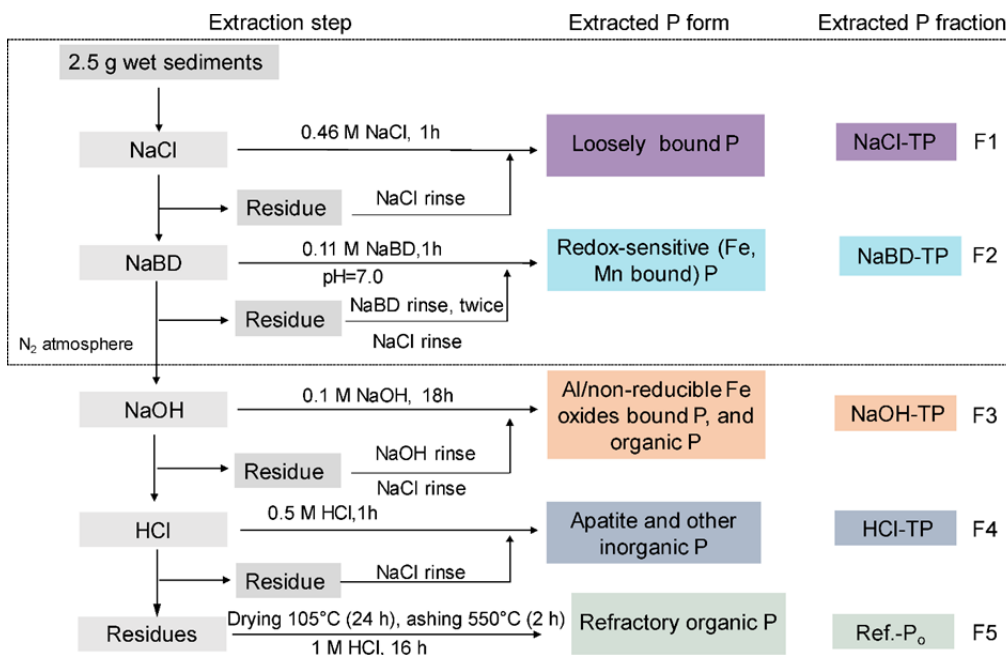 Extraction step Extracted P form Extracted P fraction
2.5 g wet sediments
0.46 M NaCl, 1h
NaCl
Loosely bound P
NaCl-TP F1
Residue
NaCl rinse
0.11 M NaBD,1h
NaBD
pH=7.0
Redox-sensitive (Fe,
Mn bound) P
NaBD-TP F2
Residue
NaBD rinse, twice
NaCl rinse
N₂ atmosphere
0.1 M NaOH, 18h
NaOH
Al/non-reducible Fe
oxides bound P, and
organic P
NaOH-TP F3
Residue
NaOH rinse
NaCl rinse
0.5 M HCl,1h
HCl
Apatite and other
inorganic P
HCl-TP F4
Residue
NaCl rinse
Drying 105°C (24 h), ashing 550°C (2 h)
Residues
1 M HCl, 16 h
Refractory organic P
Ref.-Pₒ F5